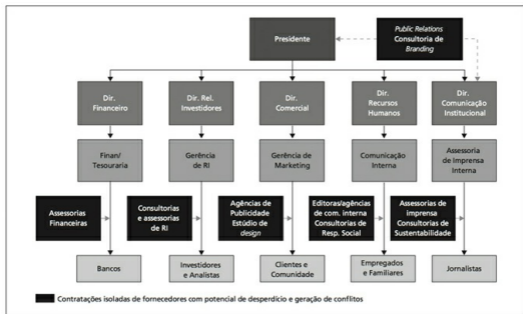 Presidente
Public Relations
Consultoria de
Branding
Dir.
Financeiro
Dir. Rel.
Investidores
Dir.
Comercial
Dir.
Recursos
Humanos
Dir.
Comunicação
Institucional
Finan/
Tesouraria
Gerência
de RI
Gerência de
Marketing
Comunicação
Interna
Assessoria
de Imprensa
Interna
Assessorias
Financeiras
Consultorias
e assessorias
de RI
Agências de
Publicidade
Estúdio de
design
Editoras/agências
de com. interna
Consultorias de
Resp. Social
Assessorias de
imprensa
Consultorias de
Sustentabilidade
Bancos
Investidores
e Analistas
Clientes e
Comunidade
Empregados
e Familiares
Jornalistas
Contratações isoladas de fornecedores com potencial de desperdício e geração de conflitos